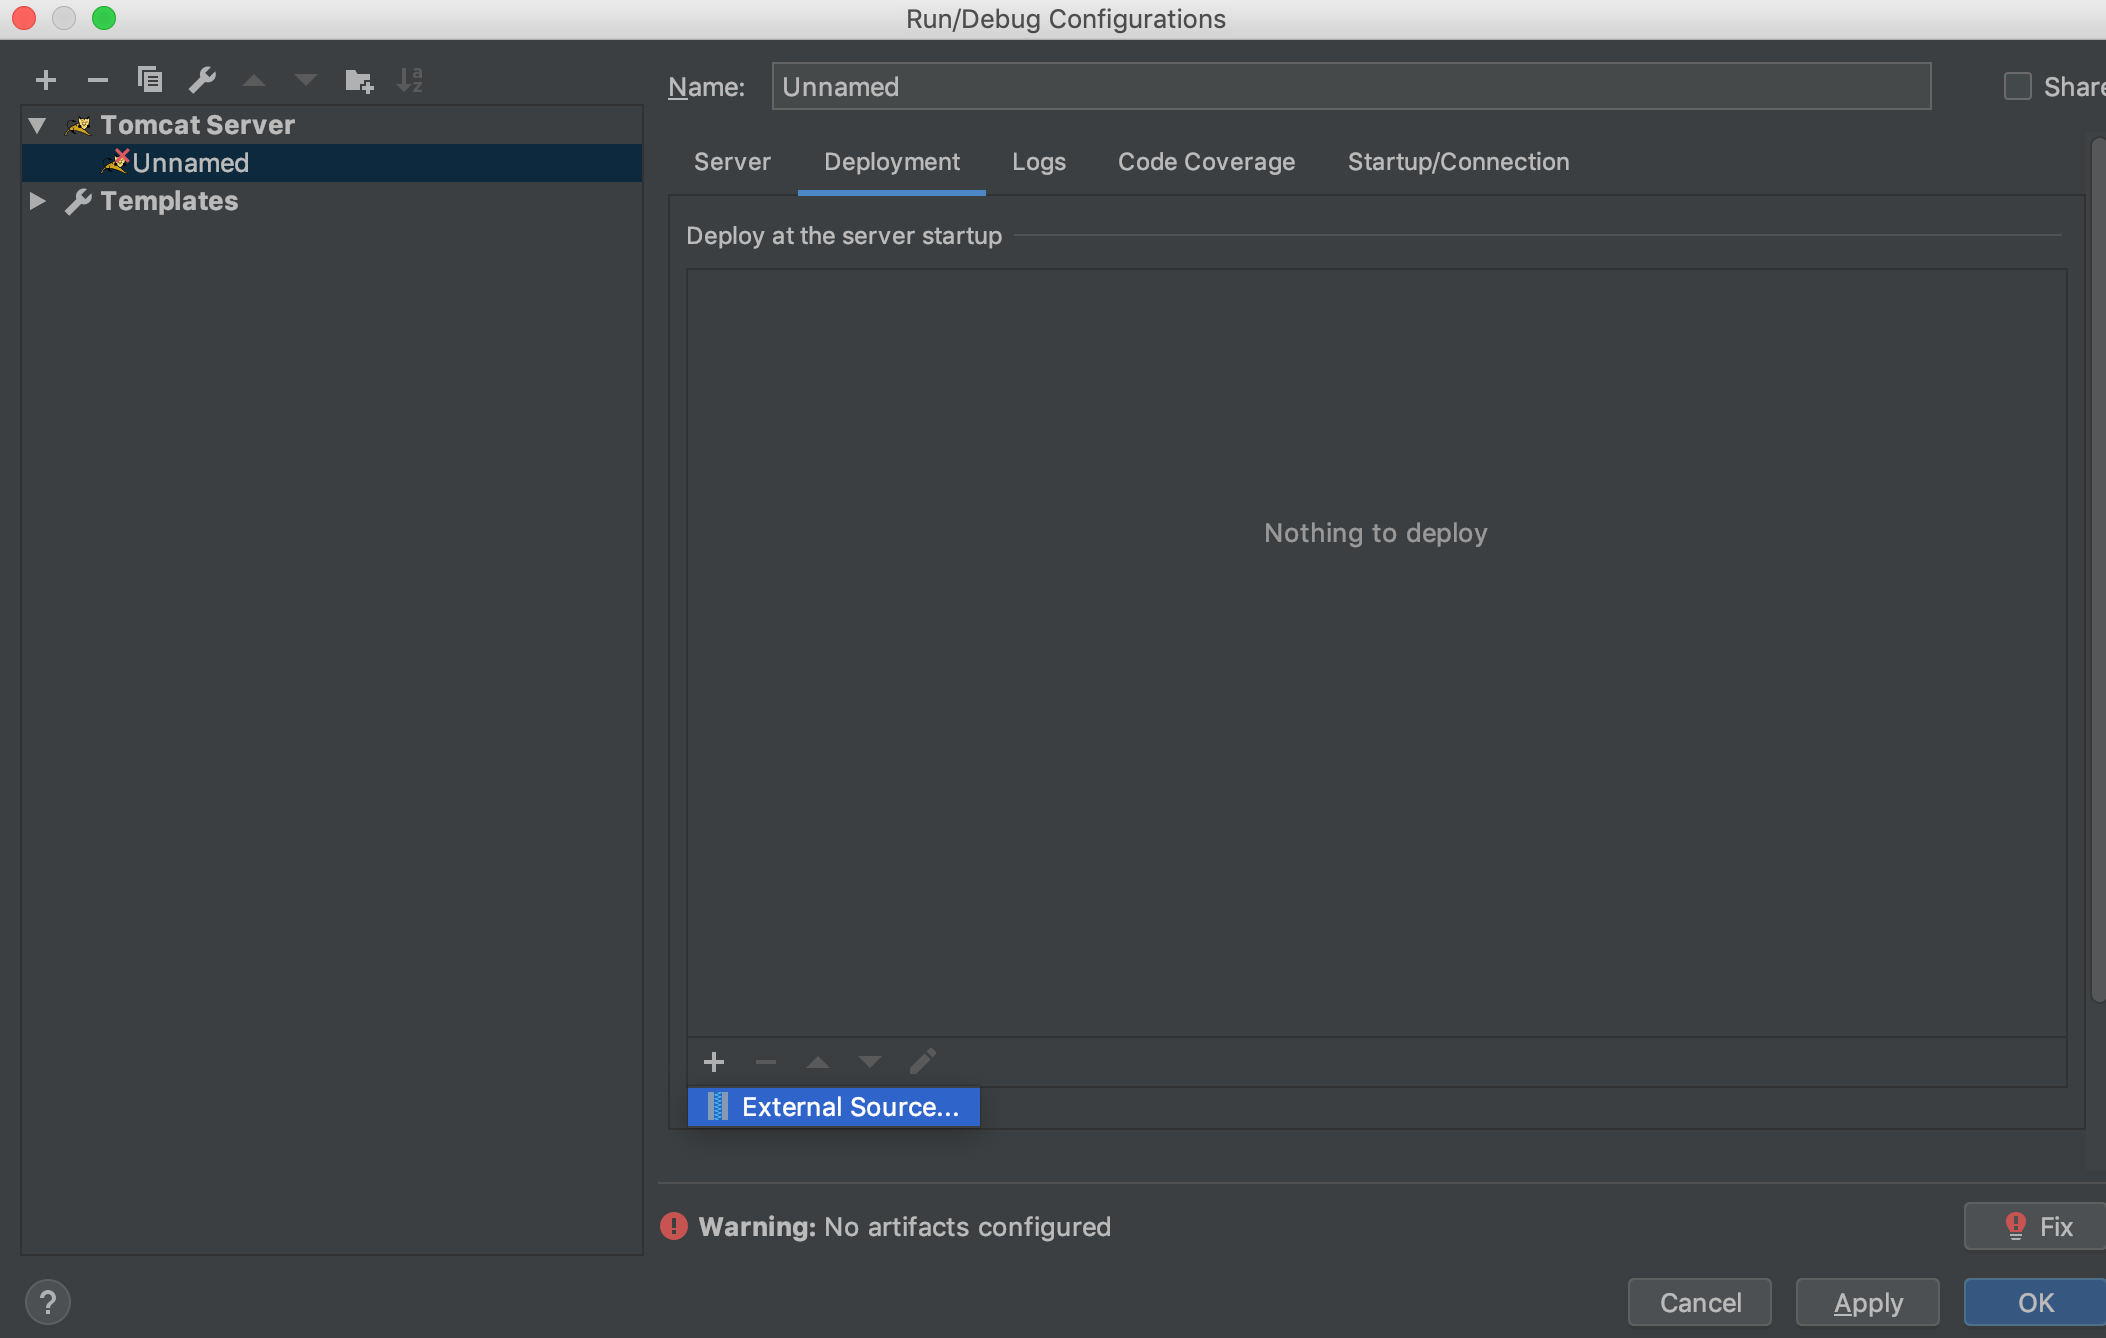 Run/Debug Configurations
Name: Unnamed
Share
Tomcat Server
Unnamed
Templates
Server Deployment Logs Code Coverage Startup/Connection
Deploy at the server startup
Nothing to deploy
External Source...
Warning: No artifacts configured
Fix
?
Cancel Apply OK